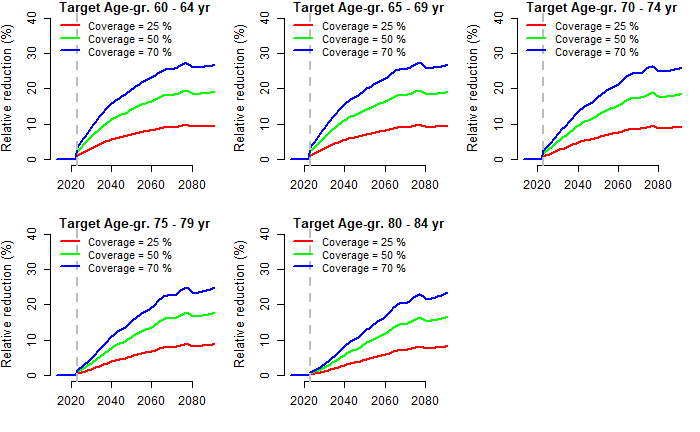 Target Age-gr. 60 - 64 yr
Relative reduction (%)
40
30
20
10
0
Coverage = 25 %
Coverage = 50 %
Coverage = 70 %
2020 2040 2060 2080
Target Age-gr. 65 - 69 yr
Relative reduction (%)
40
30
20
10
0
Coverage = 25 %
Coverage = 50 %
Coverage = 70 %
2020 2040 2060 2080
Target Age-gr. 70 - 74 yr
Relative reduction (%)
40
30
20
10
0
Coverage = 25 %
Coverage = 50 %
Coverage = 70 %
2020 2040 2060 2080
Target Age-gr. 75 - 79 yr
Relative reduction (%)
40
30
20
10
0
Coverage = 25 %
Coverage = 50 %
Coverage = 70 %
2020 2040 2060 2080
Target Age-gr. 80 - 84 yr
Relative reduction (%)
40
30
20
10
0
Coverage = 25 %
Coverage = 50 %
Coverage = 70 %
2020 2040 2060 2080